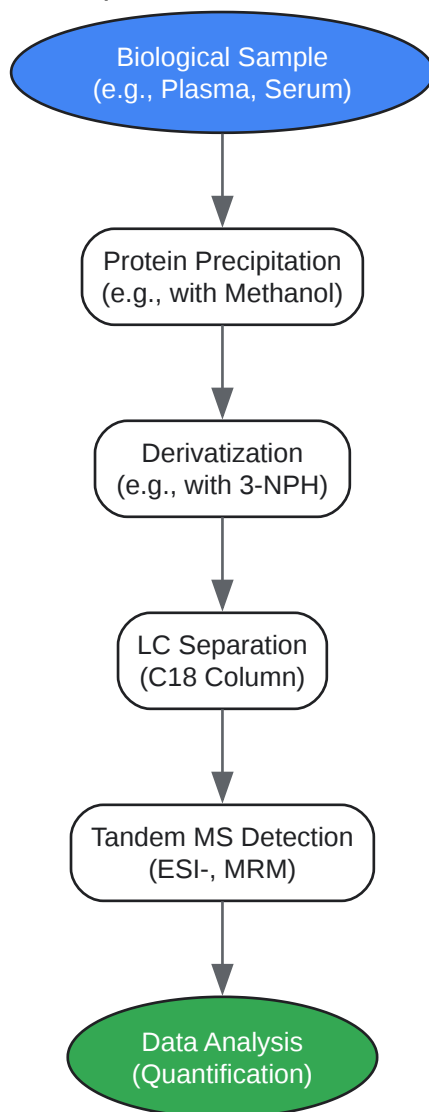 Biological Sample
(e.g., Plasma, Serum)
Protein Precipitation
(e.g., with Methanol)
Derivatization
(e.g., with 3-NPH)
LC Separation
(C18 Column)
Tandem MS Detection
(ESI-, MRM)
Data Analysis
(Quantification)